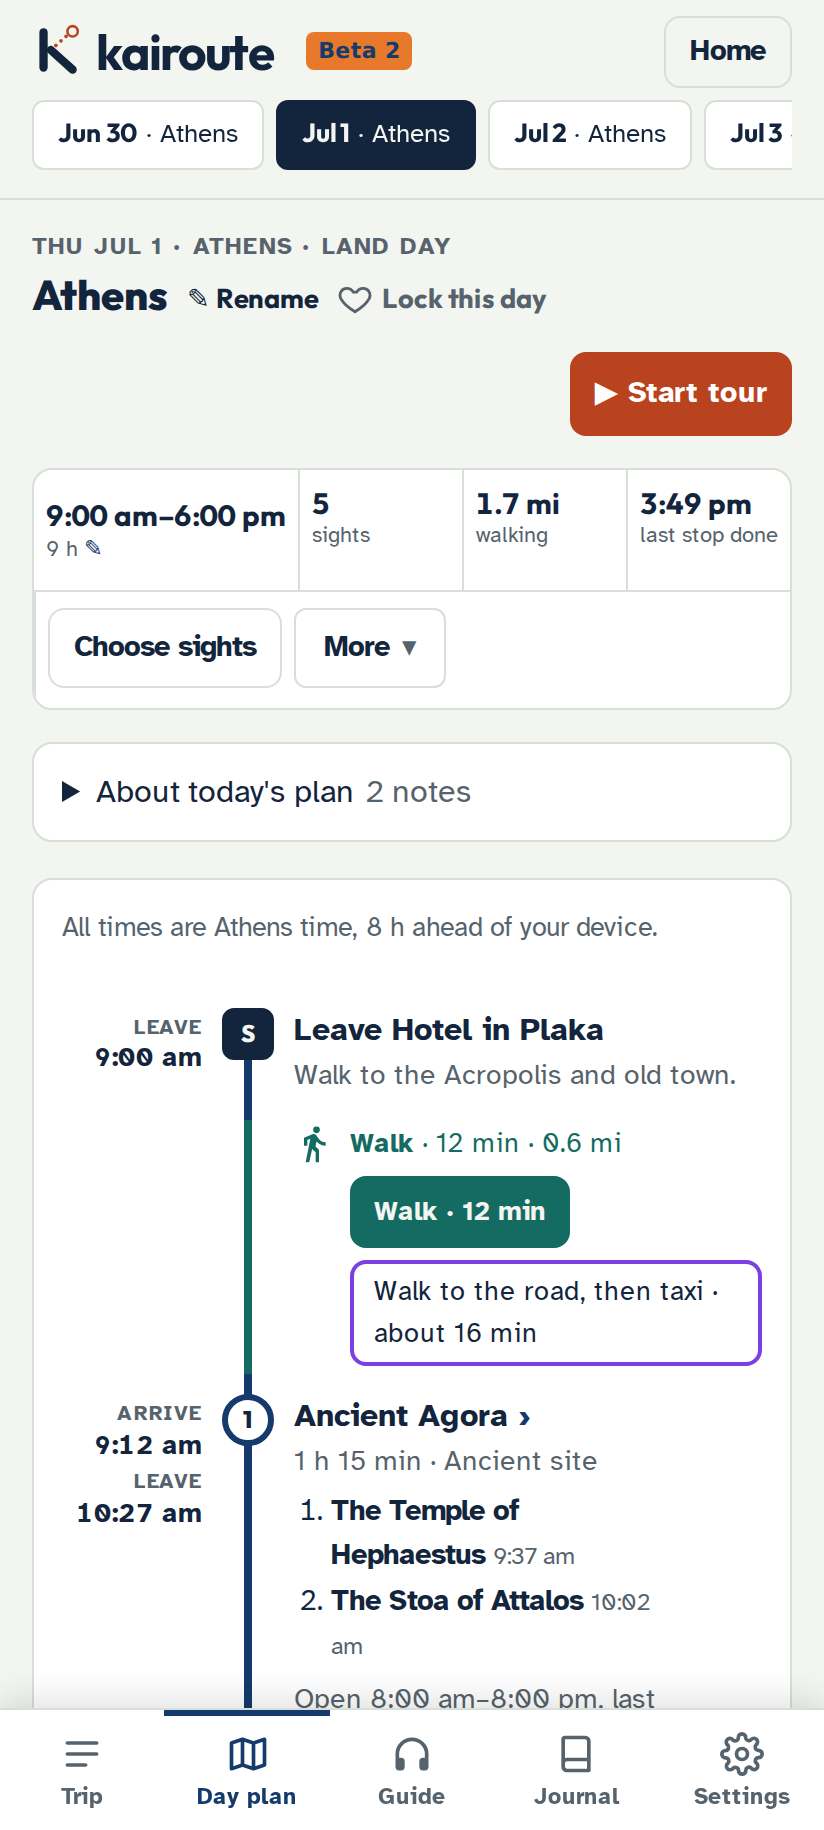 kairoute
Beta 2
Home
Jun 30 · Athens
Jul 1 · Athens
Jul 2 · Athens
Jul 3 ·
THU JUL 1 · ATHENS · LAND DAY
Athens ✎ Rename ♡ Lock this day
▶ Start tour
9:00 am–6:00 pm
9 h ✎
5
sights
1.7 mi
walking
3:49 pm
last stop done
Choose sights
More ▼
▶ About today's plan 2 notes
All times are Athens time, 8 h ahead of your device.
LEAVE
9:00 am
S
Leave Hotel in Plaka
Walk to the Acropolis and old town.
Walk · 12 min · 0.6 mi
Walk · 12 min
Walk to the road, then taxi ·
about 16 min
ARRIVE
9:12 am
LEAVE
10:27 am
1
Ancient Agora ›
1 h 15 min · Ancient site
1. The Temple of
Hephaestus 9:37 am
2. The Stoa of Attalos 10:02
am
Open 8:00 am–8:00 pm, last
Trip
Day plan
Guide
Journal
Settings